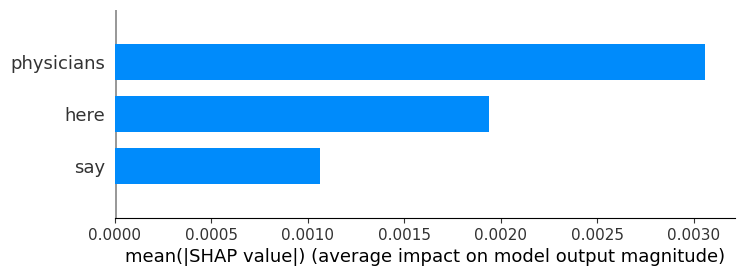 physicians
here
say
0.0000 0.0005 0.0010 0.0015 0.0020 0.0025 0.0030
mean(|SHAP value|) (average impact on model output magnitude)